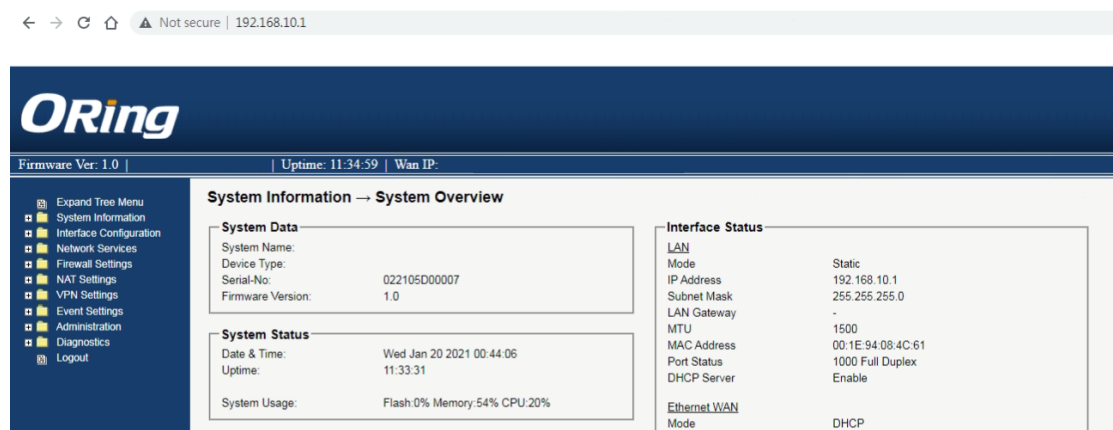 Not secure | 192.168.10.1
ORing
Firmware Ver: 1.0 | | Uptime: 11:34:59 | Wan IP:
Expand Tree Menu
System Information
Interface Configuration
Network Services
Firewall Settings
NAT Settings
VPN Settings
Event Settings
Administration
Diagnostics
Logout
System Information → System Overview
System Data
System Name:
Device Type:
Serial-No: 022105D00007
Firmware Version: 1.0
System Status
Date & Time: Wed Jan 20 2021 00:44:06
Uptime: 11:33:31
System Usage: Flash:0% Memory:54% CPU:20%
Interface Status
LAN
Mode Static
IP Address 192.168.10.1
Subnet Mask 255.255.255.0
LAN Gateway -
MTU 1500
MAC Address 00:1E:94:08:4C:61
Port Status 1000 Full Duplex
DHCP Server Enable
Ethernet WAN
Mode DHCP